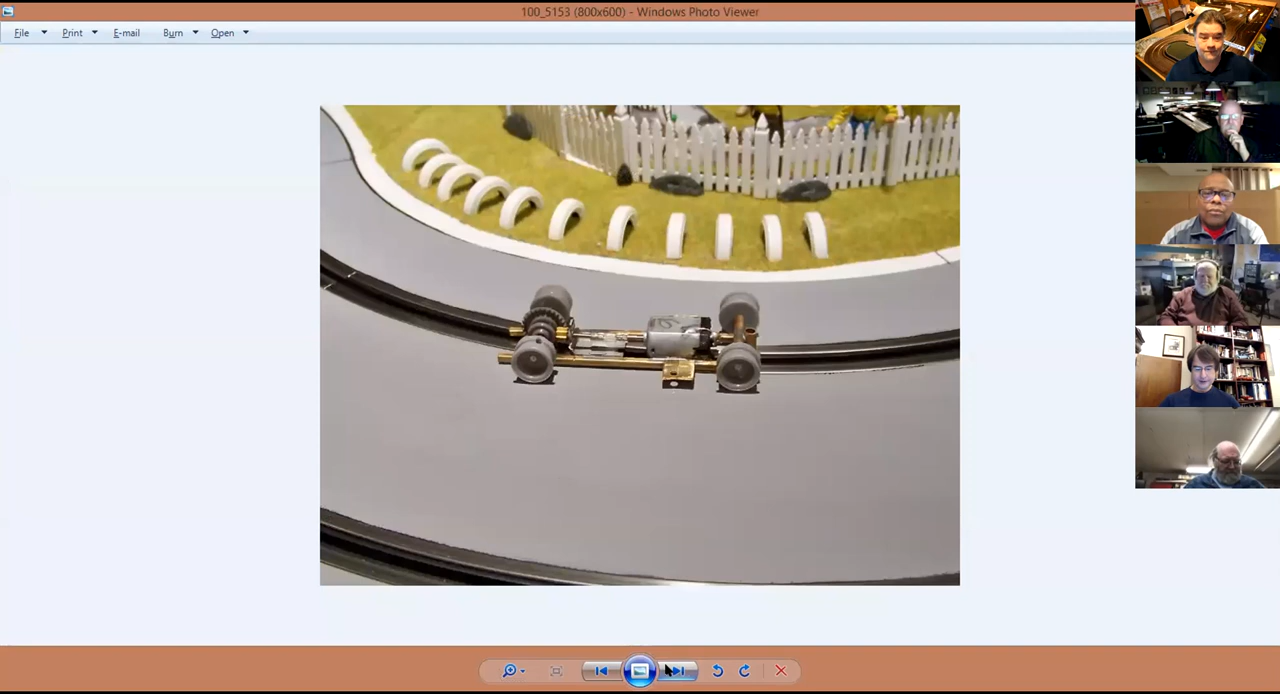 100_5153 (800x600) - Windows Photo Viewer
File Print E-mail Burn Open